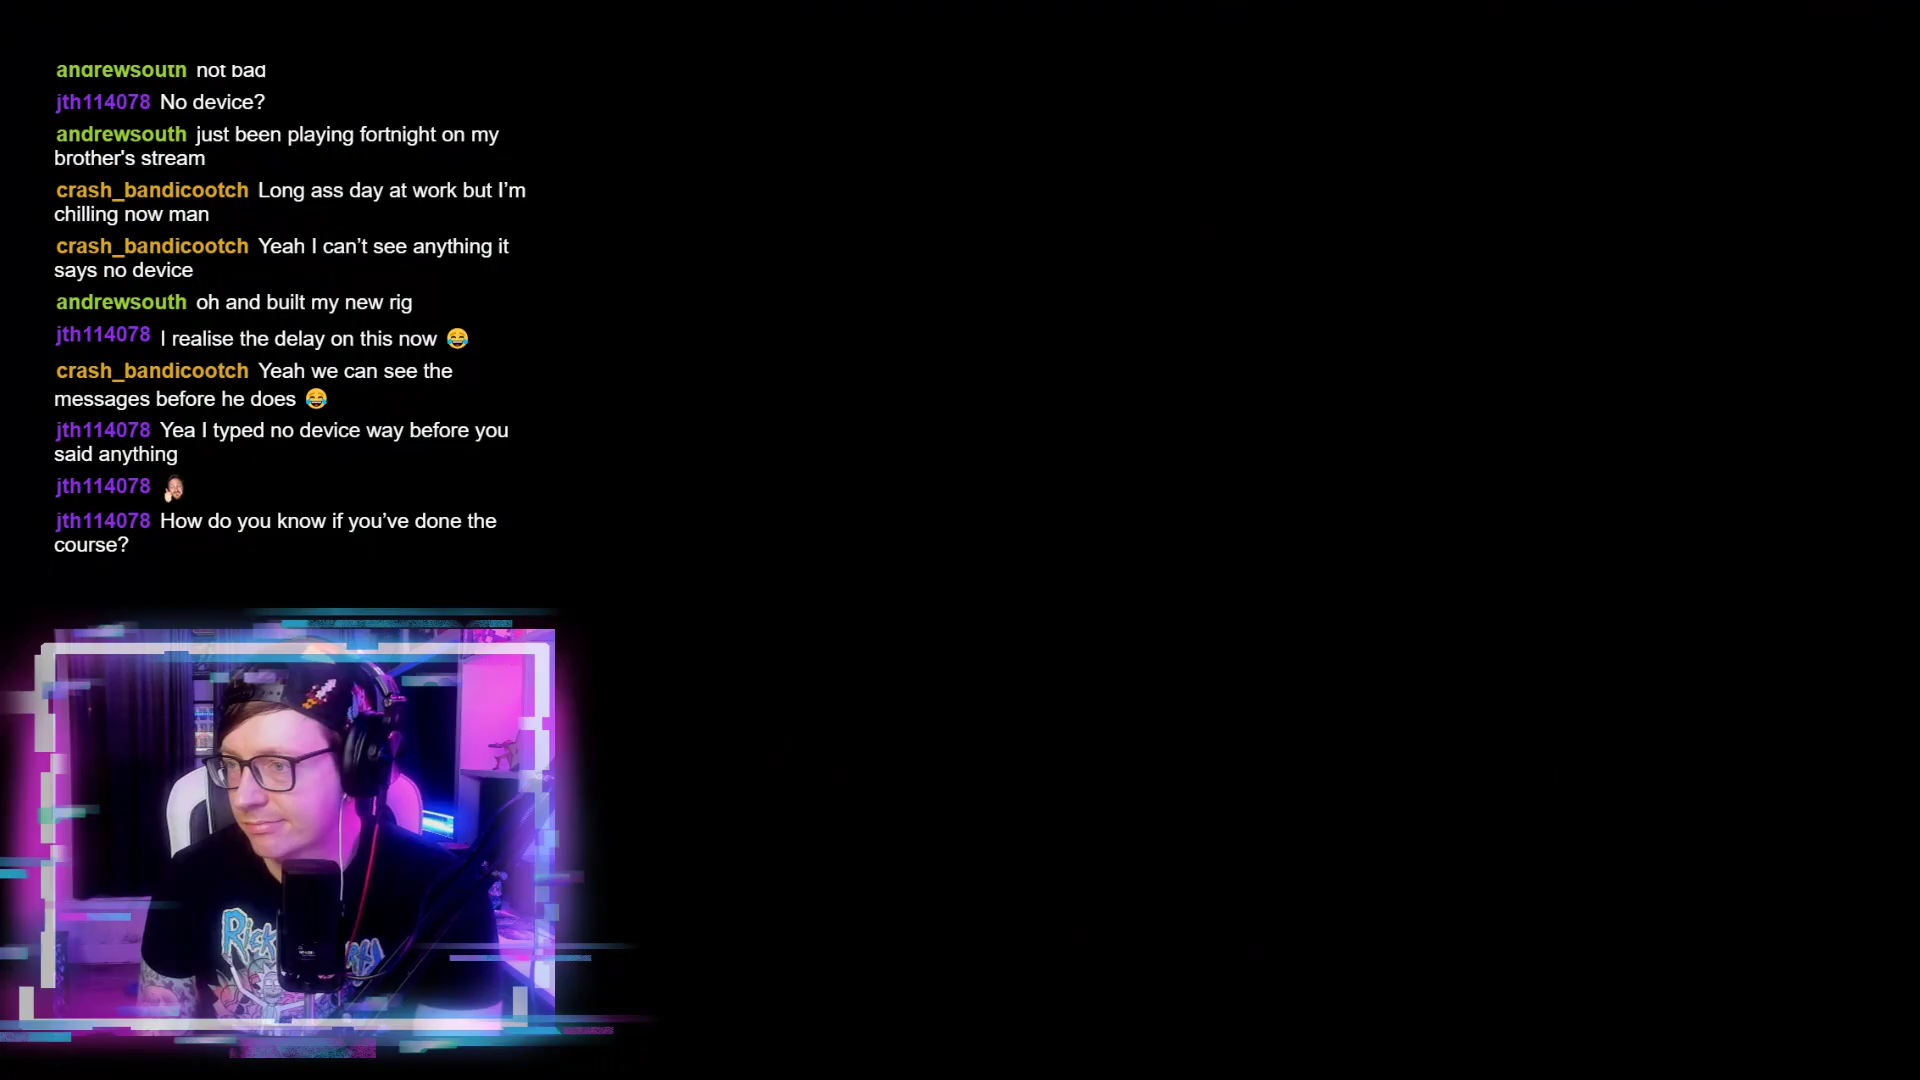 andrewsouth not bad
jth114078 No device?
andrewsouth just been playing fortnight on my
brother's stream
crash_bandicootch Long ass day at work but I’m
chilling now man
crash_bandicootch Yeah I can’t see anything it
says no device
andrewsouth oh and built my new rig
jth114078 I realise the delay on this now 😂
crash_bandicootch Yeah we can see the
messages before he does 😂
jth114078 Yea I typed no device way before you
said anything
jth114078
jth114078 How do you know if you’ve done the
course?